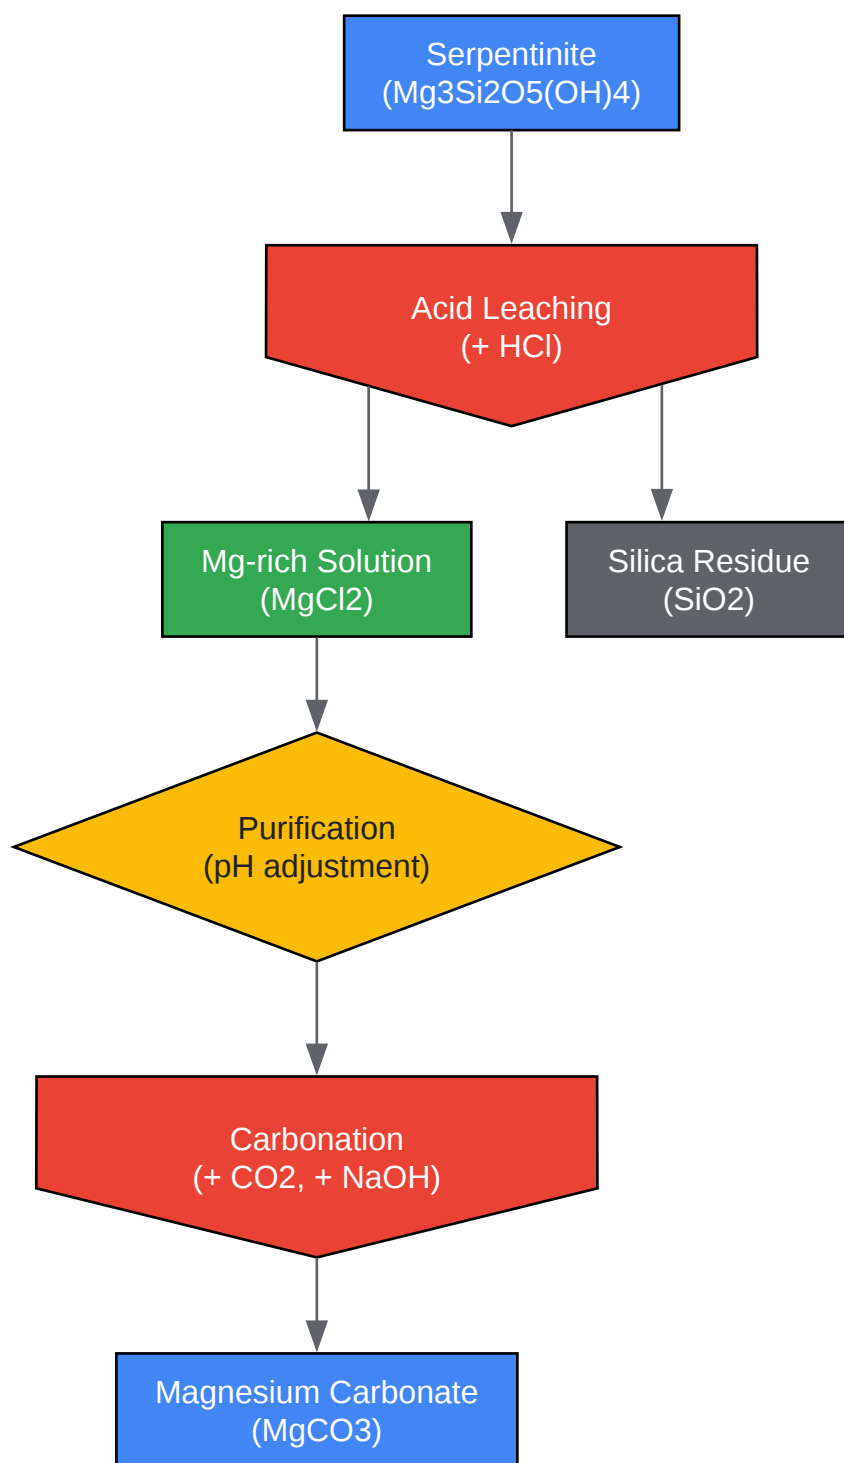 Serpentinite
(Mg3Si2O5(OH)4)
Acid Leaching
(+ HCl)
Mg-rich Solution
(MgCl2)
Silica Residue
(SiO2)
Purification
(pH adjustment)
Carbonation
(+ CO2, + NaOH)
Magnesium Carbonate
(MgCO3)